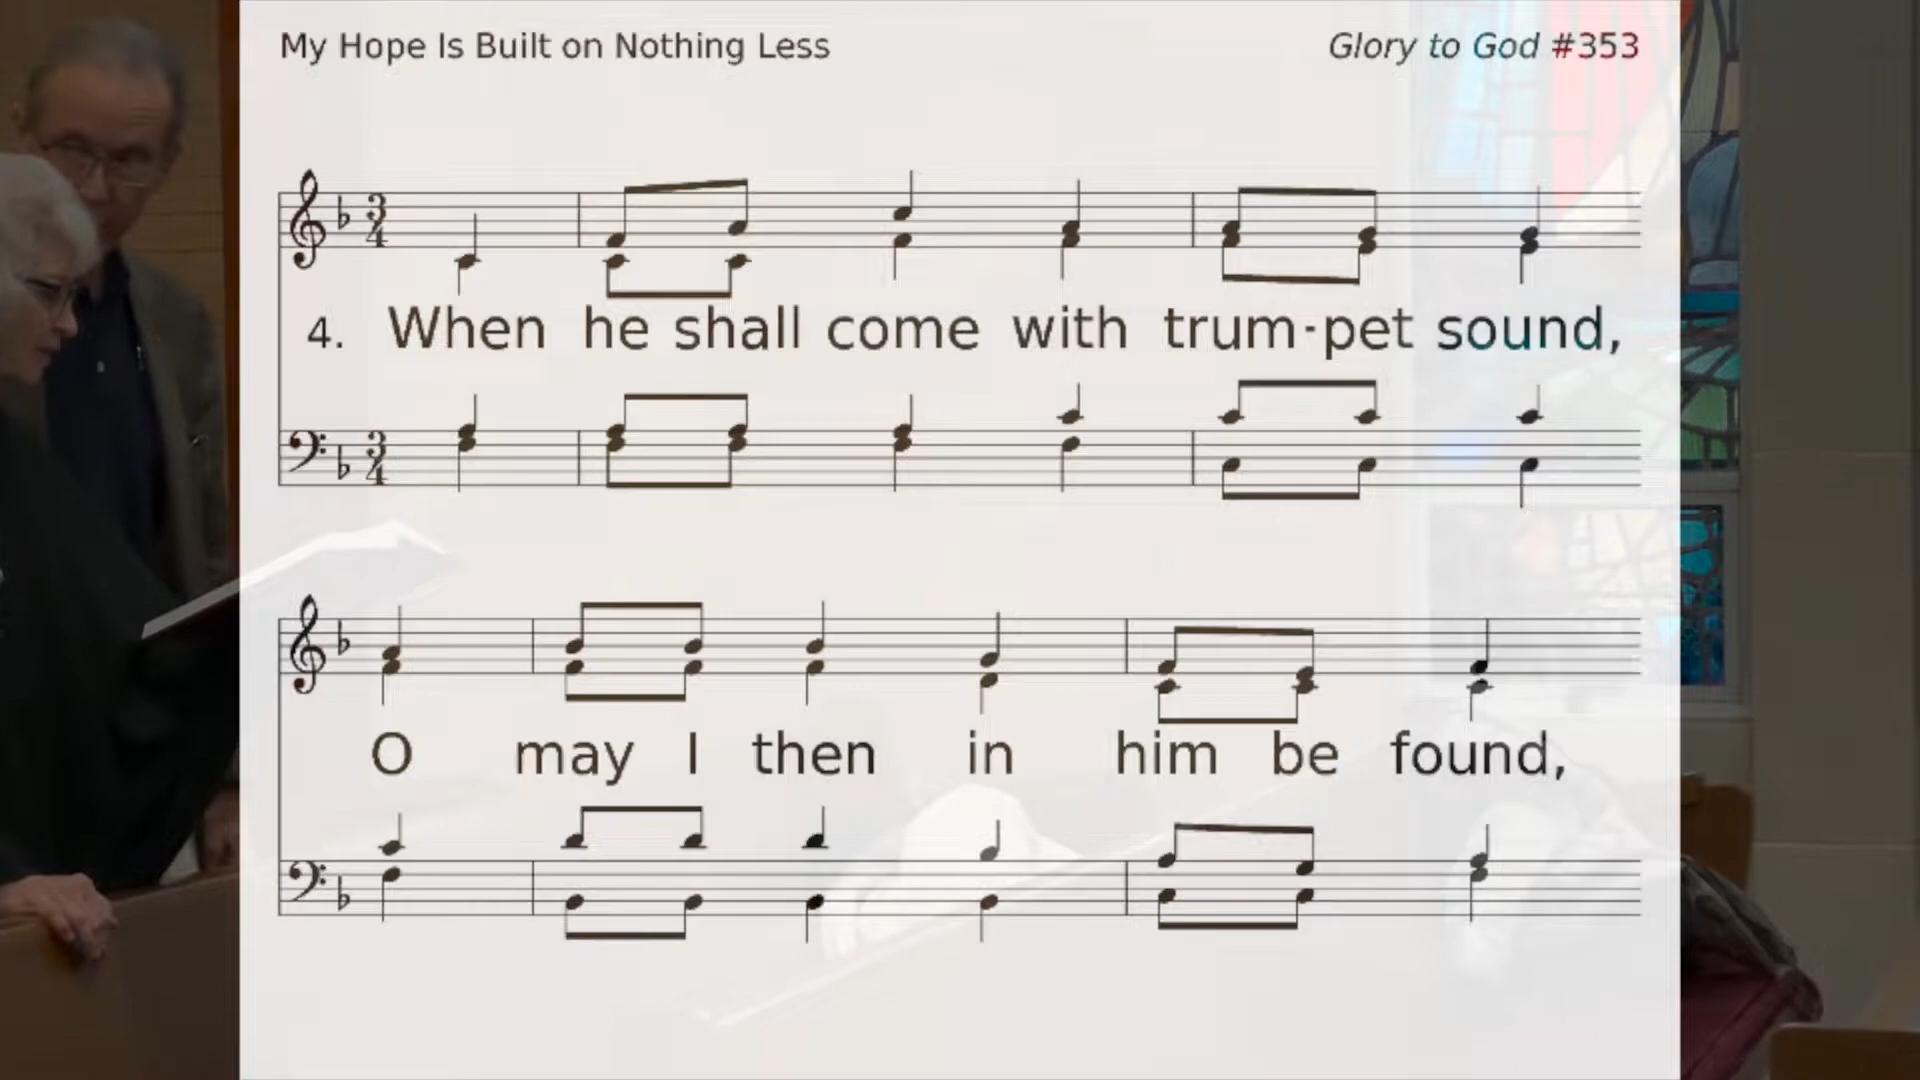 My Hope Is Built on Nothing Less Glory to God #353
4. When he shall come with trum-pet sound,
O may I then in him be found,